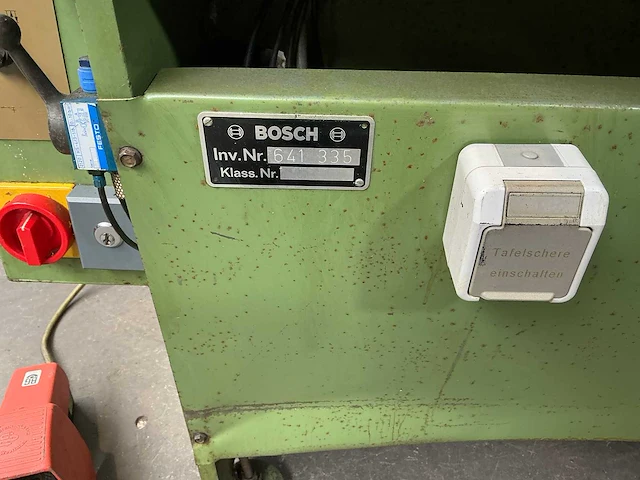 BOSCH
Inv.Nr. 641 335
Klass.Nr.
FESTO
Tafelschere
einschalten